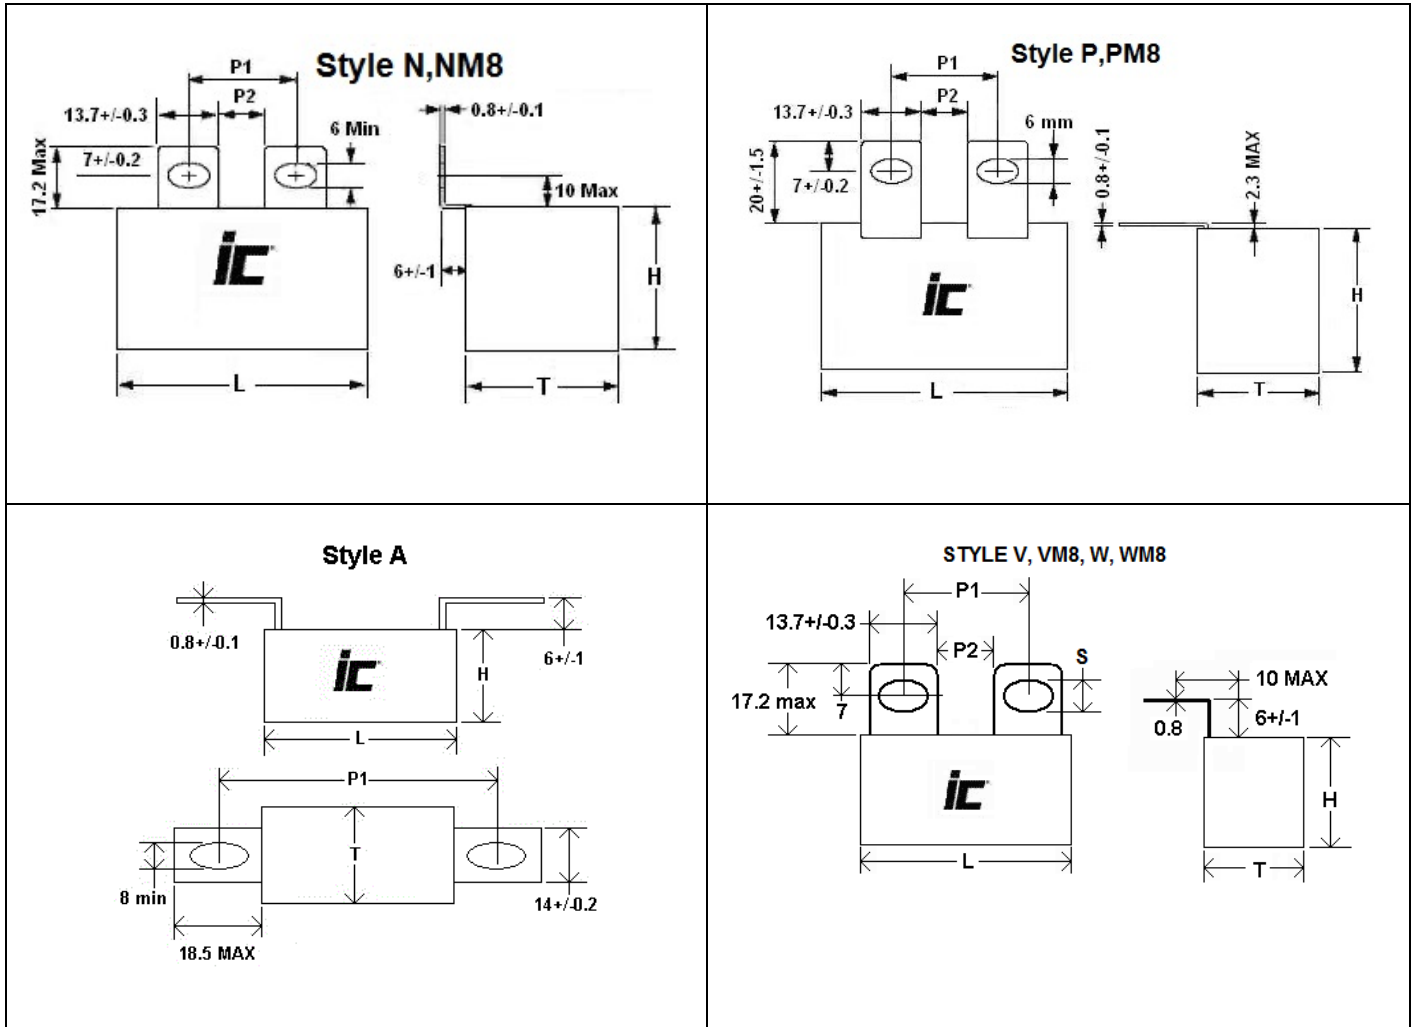 Style N,NM8
P1
P2
13.7+/-0.3
0.8+/-0.1
6 Min
7+/-0.2
17.2 Max
10 Max
ic
6+/-1
H
L
T
Style P,PM8
P1
P2
13.7+/-0.3
6 mm
0.8+/-0.1
2.3 MAX
20+/-1.5
7+/-0.2
ic
H
L
T
Style A
0.8+/-0.1
6+/-1
ic
H
L
P1
T
8 min
14+/-0.2
18.5 MAX
STYLE V, VM8, W, WM8
P1
13.7+/-0.3
P2
S
17.2 max
7
10 MAX
0.8
6+/-1
ic
H
L
T